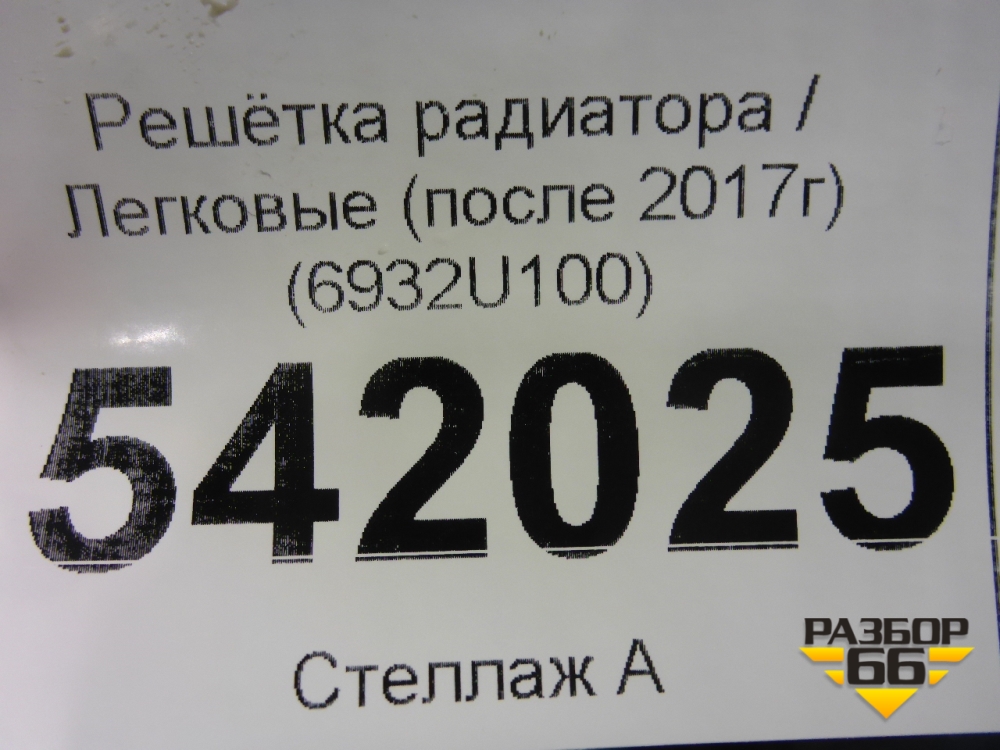 Решётка радиатора /
Легковые (после 2017г)
(6932U100)
542025
Стеллаж А
РАЗБОР
66